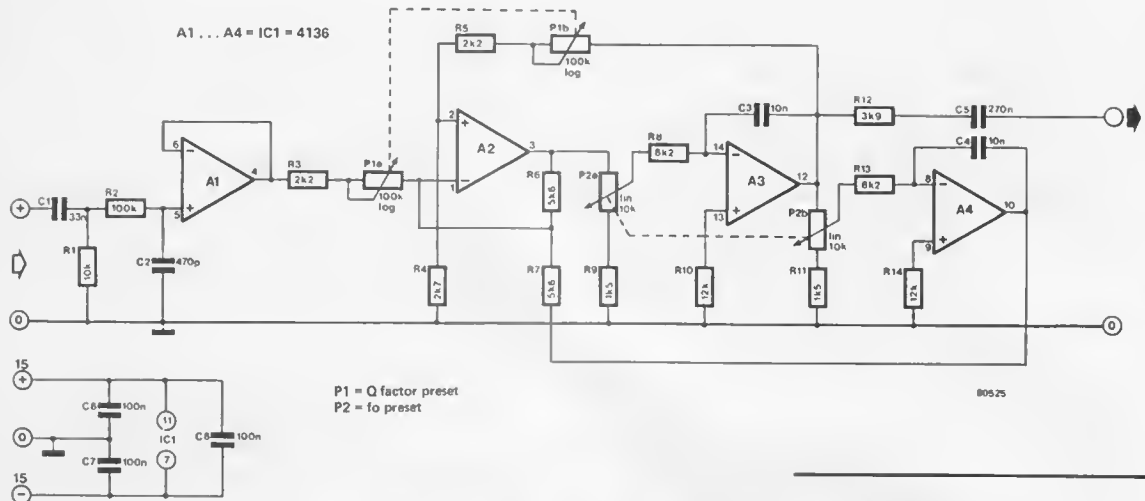 A1 . . . A4 = IC1 = 4136
R5
2k2
P1b
100k
log
C1
33n
R1
10k
R2
100k
C2
470p
6
5
4
A1
R3
2k2
P1a
100k
log
2
1
3
A2
R4
2k7
R6
5k6
R7
5k6
P2a
lin
10k
R9
1k5
R8
8k2
C3
10n
14
13
12
A3
R10
12k
P2b
lin
10k
R11
1k5
R12
3k9
C5
270n
R13
8k2
C4
10n
8
9
10
A4
R14
12k
0
0
15
+
C6
100n
0
C7
100n
11
IC1
7
C8
100n
15
–
P1 = Q factor preset
P2 = fo preset
80525